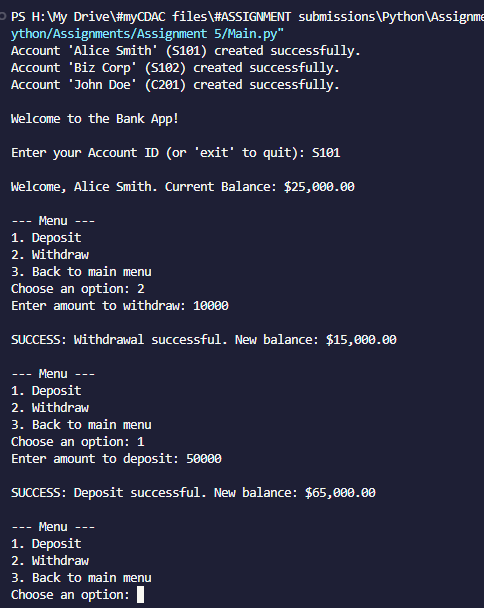 PS H:\My Drive\#myCDAC files\#ASSIGNMENT submissions\Python\Assignme
ython/Assignments/Assignment 5/Main.py"
Account 'Alice Smith' (S101) created successfully.
Account 'Biz Corp' (S102) created successfully.
Account 'John Doe' (C201) created successfully.
Welcome to the Bank App!
Enter your Account ID (or 'exit' to quit): S101
Welcome, Alice Smith. Current Balance: $25,000.00
--- Menu ---
1. Deposit
2. Withdraw
3. Back to main menu
Choose an option: 2
Enter amount to withdraw: 10000
SUCCESS: Withdrawal successful. New balance: $15,000.00
--- Menu ---
1. Deposit
2. Withdraw
3. Back to main menu
Choose an option: 1
Enter amount to deposit: 50000
SUCCESS: Deposit successful. New balance: $65,000.00
--- Menu ---
1. Deposit
2. Withdraw
3. Back to main menu
Choose an option: